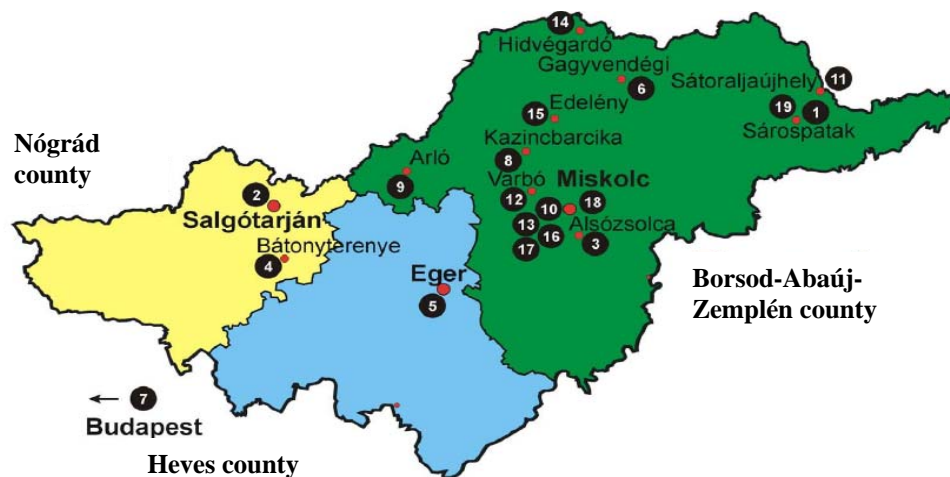 14
Hidvégardó
Gagyvendégi
6
Sátoraljaújhely
11
15
Edelény
19
1
Sárospatak
Kazincbarcika
8
Nógrád
county
Arló
9
Varbó
12
Miskolc
10
18
2
Salgótarján
13
16
Alsózsolca
3
17
Bátonyterenye
4
Eger
5
Borsod-Abaúj-
Zemplén county
7
Budapest
Heves county